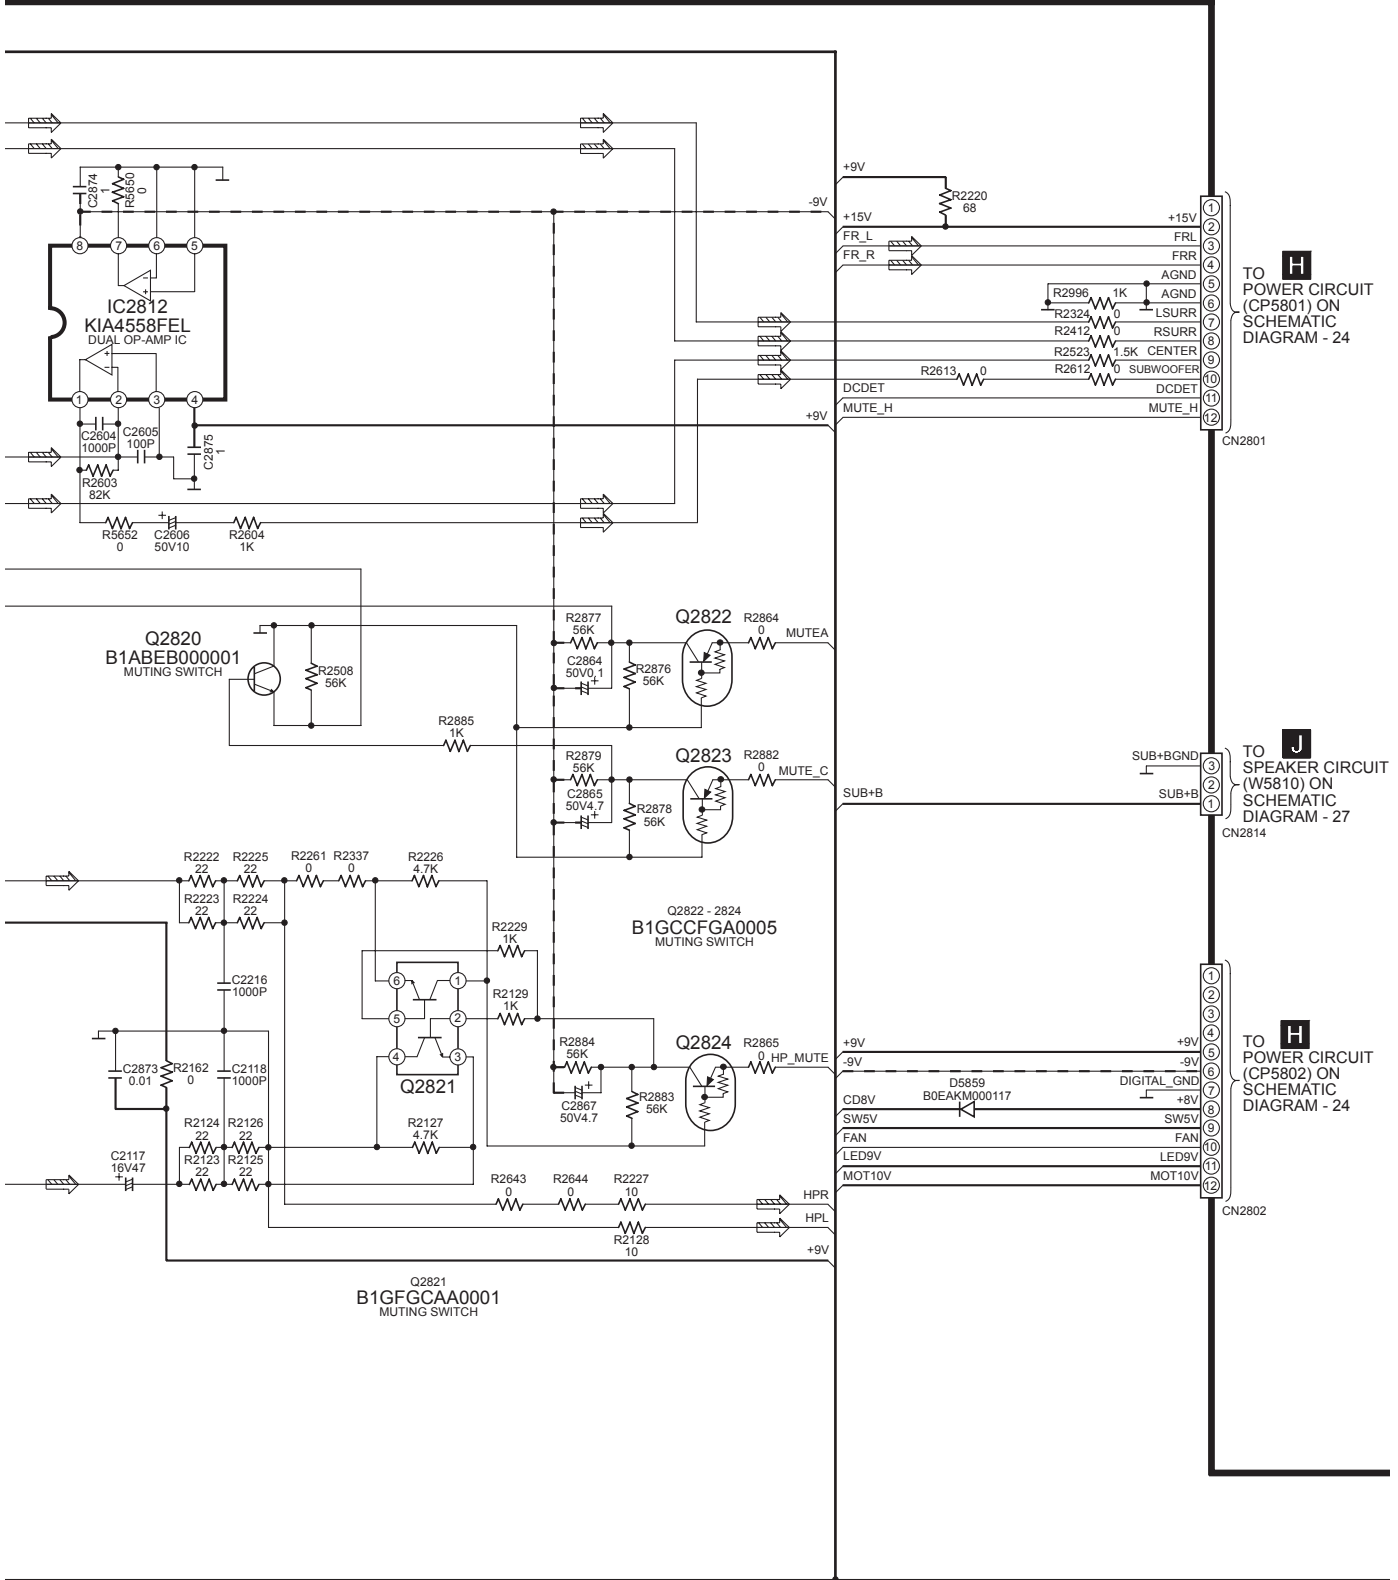 +9V
R2220
68
-9V
+15V
+15V
FR_L
FRL
FR_R
FRR
AGND
AGND
R2996 1K
R2324 0
LSURR
R2412 0
RSURR
R2523 1.5K
CENTER
R2613 0
R2612 0
SUBWOOFER
DCDET
DCDET
MUTE_H
MUTE_H
+9V
1
2
3
4
5
6
7
8
9
10
11
12
CN2801
TO H
POWER CIRCUIT
(CP5801) ON
SCHEMATIC
DIAGRAM - 24
C2874
1
R5650
0
8
7
6
5
IC2812
KIA4558FEL
DUAL OP-AMP IC
1
2
3
4
C2604
1000P
C2605
100P
C2875
1
R2603
82K
R5652
0
C2606
50V10
R2604
1K
Q2820
B1ABEB000001
MUTING SWITCH
R2508
56K
R2885
1K
R2877
56K
C2864
50V0.1
R2876
56K
Q2822
R2864
0
MUTEA
R2879
56K
C2865
50V4.7
R2878
56K
Q2823
R2882
0
MUTE_C
SUB+B
SUB+BGND
SUB+B
3
2
1
CN2814
TO J
SPEAKER CIRCUIT
(W5810) ON
SCHEMATIC
DIAGRAM - 27
R2222
22
R2225
22
R2261
0
R2337
0
R2226
4.7K
R2223
22
R2224
22
Q2822 - 2824
B1GCCFGA0005
MUTING SWITCH
R2229
1K
C2216
1000P
R2129
1K
6
1
5
2
4
3
Q2821
C2873
0.01
R2162
0
C2118
1000P
R2884
56K
C2867
50V4.7
R2883
56K
Q2824
R2865
0
HP_MUTE
R2124
22
R2126
22
R2127
4.7K
C2117
16V47
R2123
22
R2125
22
R2643
0
R2644
0
R2227
10
HPR
HPL
R2128
10
+9V
+9V
+9V
-9V
-9V
DIGITAL_GND
D5859
B0EAKM000117
CD8V
+8V
SW5V
SW5V
FAN
FAN
LED9V
LED9V
MOT10V
MOT10V
1
2
3
4
5
6
7
8
9
10
11
12
CN2802
TO H
POWER CIRCUIT
(CP5802) ON
SCHEMATIC
DIAGRAM - 24
Q2821
B1GFGCAA0001
MUTING SWITCH